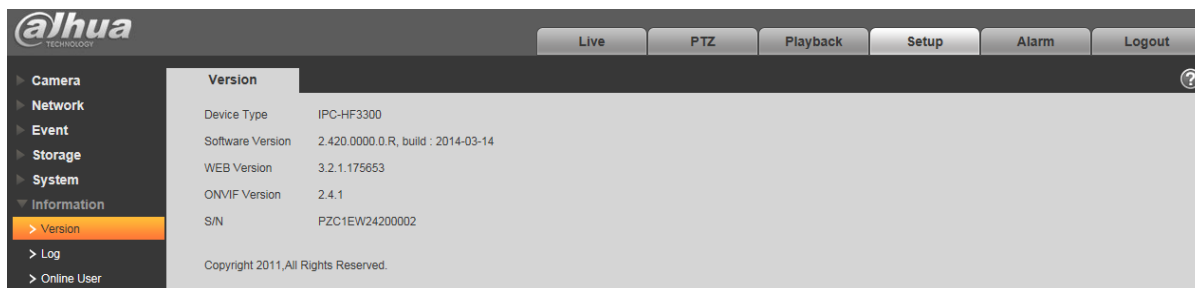 alhua
TECHNOLOGY
Live PTZ Playback Setup Alarm Logout
Camera
Network
Event
Storage
System
Information
> Version
> Log
> Online User
Version
?
Device Type IPC-HF3300
Software Version 2.420.0000.0.R, build : 2014-03-14
WEB Version 3.2.1.175653
ONVIF Version 2.4.1
S/N PZC1EW24200002
Copyright 2011,All Rights Reserved.